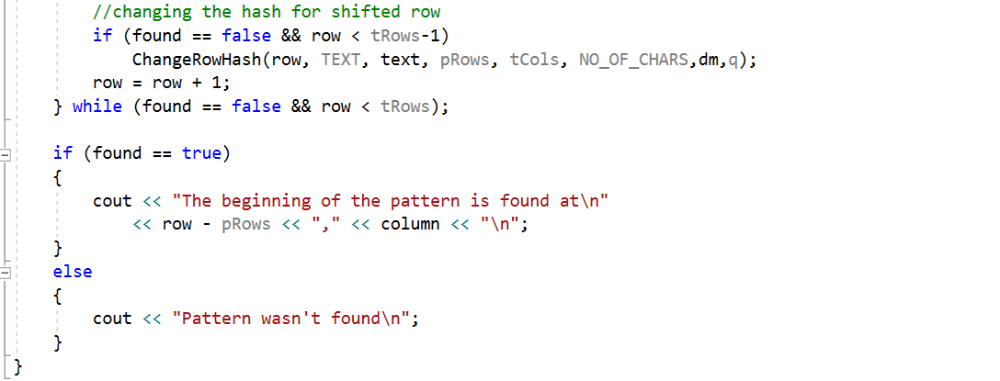 //changing the hash for shifted row
if (found == false && row < tRows-1)
ChangeRowHash(row, TEXT, text, pRows, tCols, NO_OF_CHARS,dm,q);
row = row + 1;
} while (found == false && row < tRows);
if (found == true)
{
cout << "The beginning of the pattern is found at\n"
<< row - pRows << "," << column << "\n";
}
else
{
cout << "Pattern wasn't found\n";
}
}